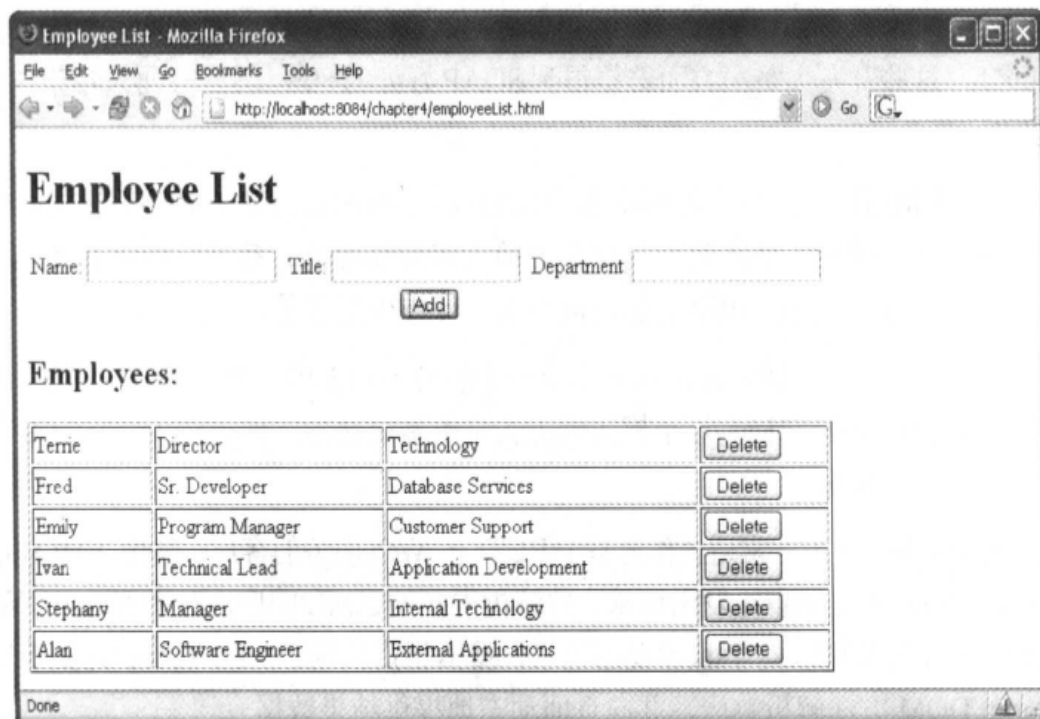 Employee List - Mozilla Firefox
File Edit View Go Bookmarks Tools Help
http://localhost:8084/chapter4/employeeList.html Go G
Employee List
Name: Title: Department
Add
Employees:
Terrie Director Technology Delete
Fred Sr. Developer Database Services Delete
Emily Program Manager Customer Support Delete
Ivan Technical Lead Application Development Delete
Stephany Manager Internal Technology Delete
Alan Software Engineer External Applications Delete
Done